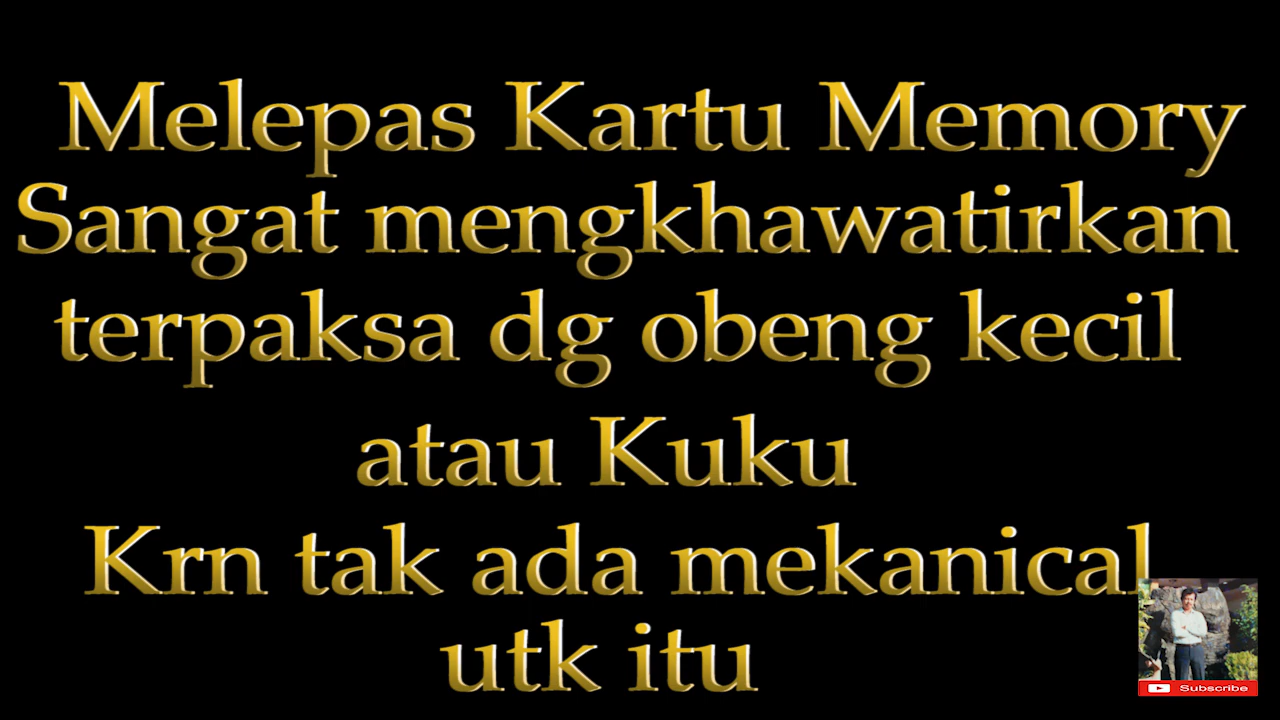 Melepas Kartu Memory
Sangat mengkhawatirkan
terpaksa dg obeng kecil
atau Kuku
Krn tak ada mekanical
utk itu
Subscribe